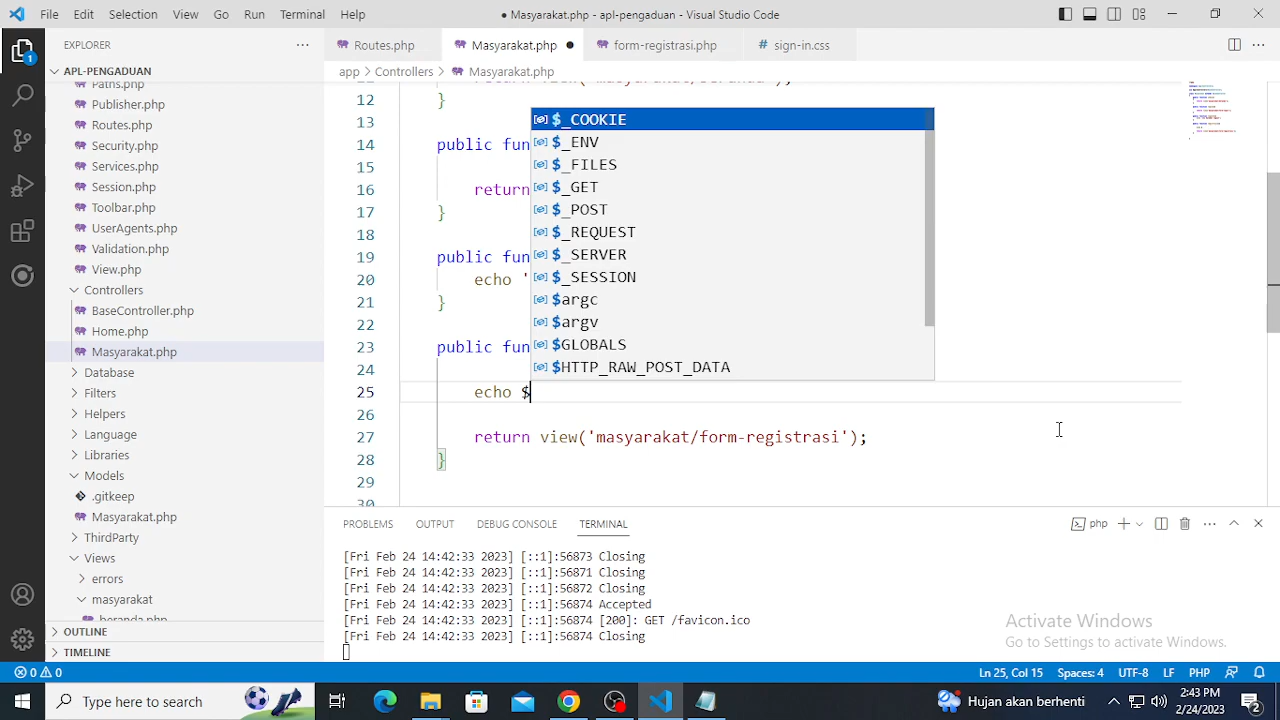 File Edit Selection View Go Run Terminal Help
● Masyarakat.php - apl-pengaduan - Visual Studio Code
EXPLORER
Routes.php Masyarakat.php ● form-registrasi.php sign-in.css
APL-PENGADUAN
app > Controllers > Masyarakat.php
Paths.php
Publisher.php
Routes.php
Security.php
Services.php
Session.php
Toolbar.php
UserAgents.php
Validation.php
View.php
Controllers
BaseController.php
Home.php
Masyarakat.php
Database
Filters
Helpers
Language
Libraries
Models
.gitkeep
Masyarakat.php
ThirdParty
Views
errors
masyarakat
beranda.php
OUTLINE
TIMELINE
12 }
13
14 public fun
15
16 return
17 }
18
19 public fun
20 echo '
21 }
22
23 public fun
24
25 echo $
26
27 return view('masyarakat/form-registrasi');
28 }
29
30
$_COOKIE
$_ENV
$_FILES
$_GET
$_POST
$_REQUEST
$_SERVER
$_SESSION
$argc
$argv
$GLOBALS
$HTTP_RAW_POST_DATA
PROBLEMS OUTPUT DEBUG CONSOLE TERMINAL
php
[Fri Feb 24 14:42:33 2023] [::1]:56873 Closing
[Fri Feb 24 14:42:33 2023] [::1]:56871 Closing
[Fri Feb 24 14:42:33 2023] [::1]:56872 Closing
[Fri Feb 24 14:42:33 2023] [::1]:56874 Accepted
[Fri Feb 24 14:42:33 2023] [::1]:56874 [200]: GET /favicon.ico
[Fri Feb 24 14:42:33 2023] [::1]:56874 Closing
Activate Windows
Go to Settings to activate Windows.
0 0
Ln 25, Col 15 Spaces: 4 UTF-8 LF PHP
Type here to search
Hujan akan berhenti
2:43 PM
2/24/2023
2
1